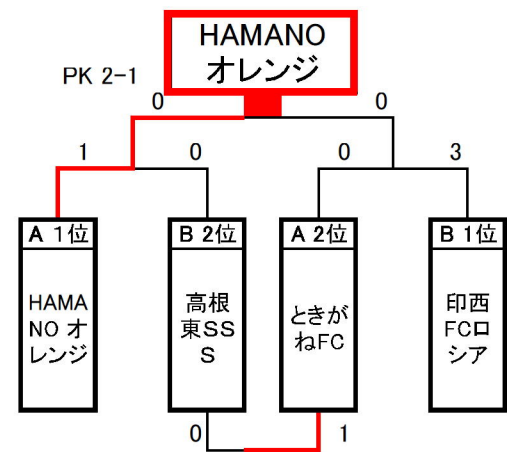 HAMANO
オレンジ
PK 2-1
0 0
1 0 0 3
A 1位 B 2位 A 2位 B 1位
HAMA
NO オ
レンジ
高根
東SS
S
ときが
ねFC
印西
FCロ
シア
0 1